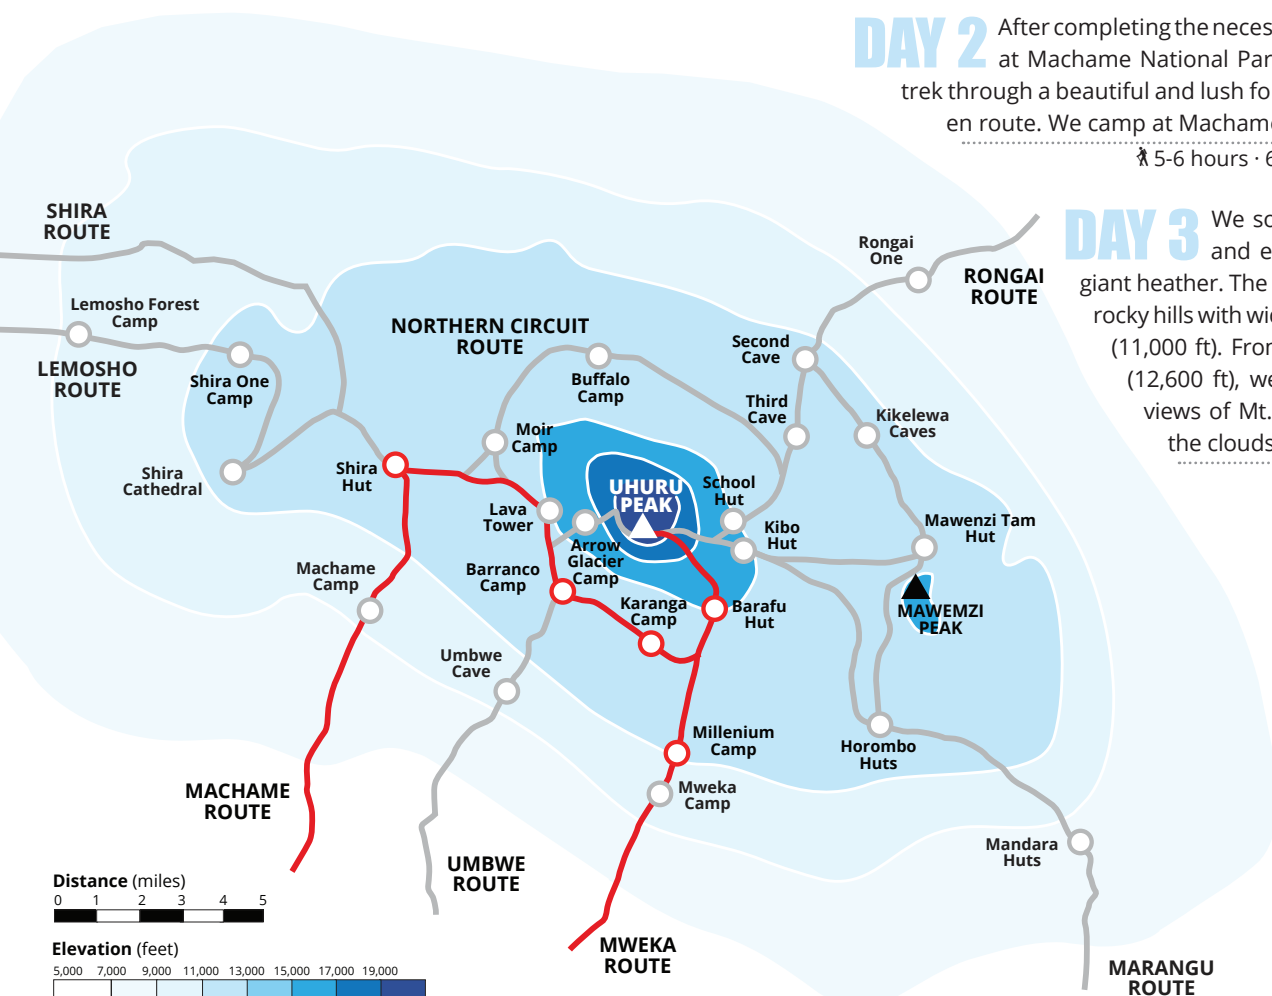 DAY 2 After completing the neces
at Machame National Par
trek through a beautiful and lush fo
en route. We camp at Macham
5-6 hours · 6
DAY 3 We so
and e
giant heather. The
rocky hills with wi
(11,000 ft). Fro
(12,600 ft), we
views of Mt.
the clouds
SHIRA
ROUTE
Rongai
One
RONGAI
ROUTE
Lemosho Forest
Camp
LEMOSHO
ROUTE
Shira One
Camp
NORTHERN CIRCUIT
ROUTE
Buffalo
Camp
Second
Cave
Third
Cave
Kikelewa
Caves
Moir
Camp
Shira
Cathedral
Shira
Hut
Lava
Tower
UHURU
PEAK
School
Hut
Kibo
Hut
Mawenzi Tam
Hut
Arrow
Glacier
Camp
Machame
Camp
Barranco
Camp
Karanga
Camp
Barafu
Hut
MAWEMZI
PEAK
Umbwe
Cave
Millenium
Camp
Horombo
Huts
Mweka
Camp
MACHAME
ROUTE
Mandara
Huts
UMBWE
ROUTE
MWEKA
ROUTE
MARANGU
ROUTE
Distance (miles)
0 1 2 3 4 5
Elevation (feet)
5,000 7,000 9,000 11,000 13,000 15,000 17,000 19,000